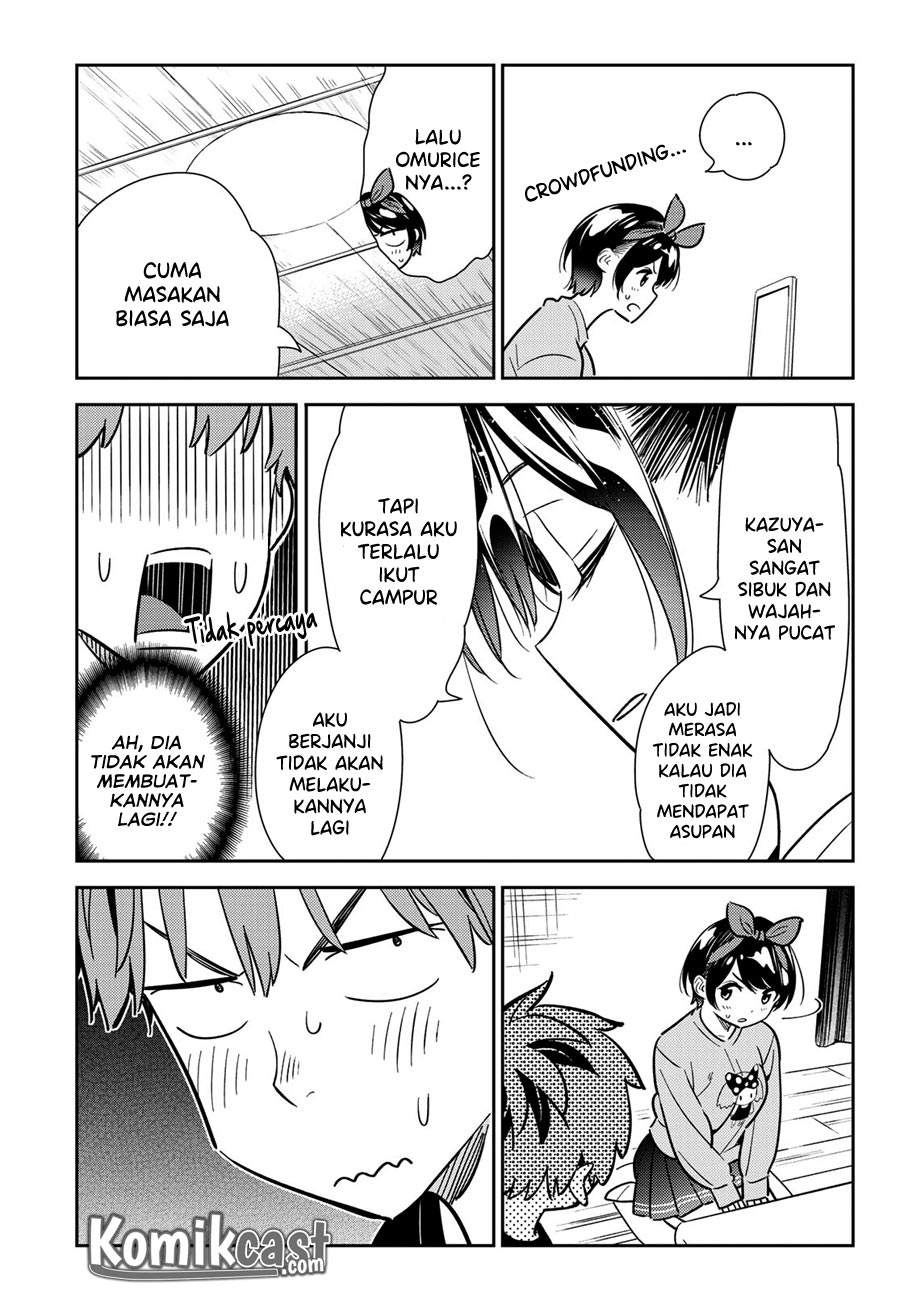 ...
CROWDFUNDING...
LALU
OMURICE
NYA...?
CUMA
MASAKAN
BIASA SAJA
KAZUYA-
SAN
SANGAT
SIBUK DAN
WAJAH-
NYA PUCAT
AKU JADI
MERASA
TIDAK ENAK
KALAU DIA
TIDAK
MENDAPAT
ASUPAN
TAPI
KURASA AKU
TERLALU
IKUT
CAMPUR
AKU
BERJANJI
TIDAK AKAN
MELAKU-
KANNYA
LAGI
Tidak percaya
AH, DIA
TIDAK AKAN
MEMBUAT-
KANNYA
LAGI!!
Komikcast
.com